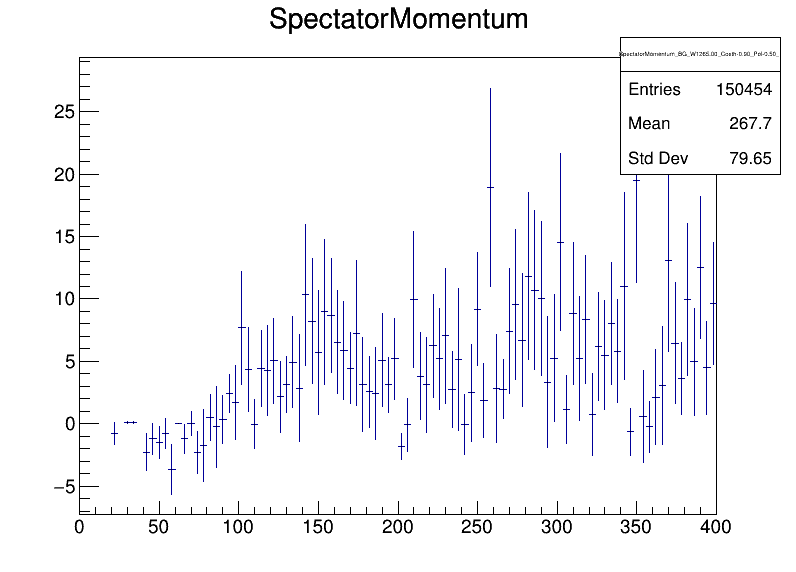 SpectatorMomentum
SpectatorMomentum_BG_W1265.00_Costh-0.90_Pol-0.50_
Entries 150454
Mean 267.7
Std Dev 79.65
25
20
15
10
5
0
−5
0 50 100 150 200 250 300 350 400